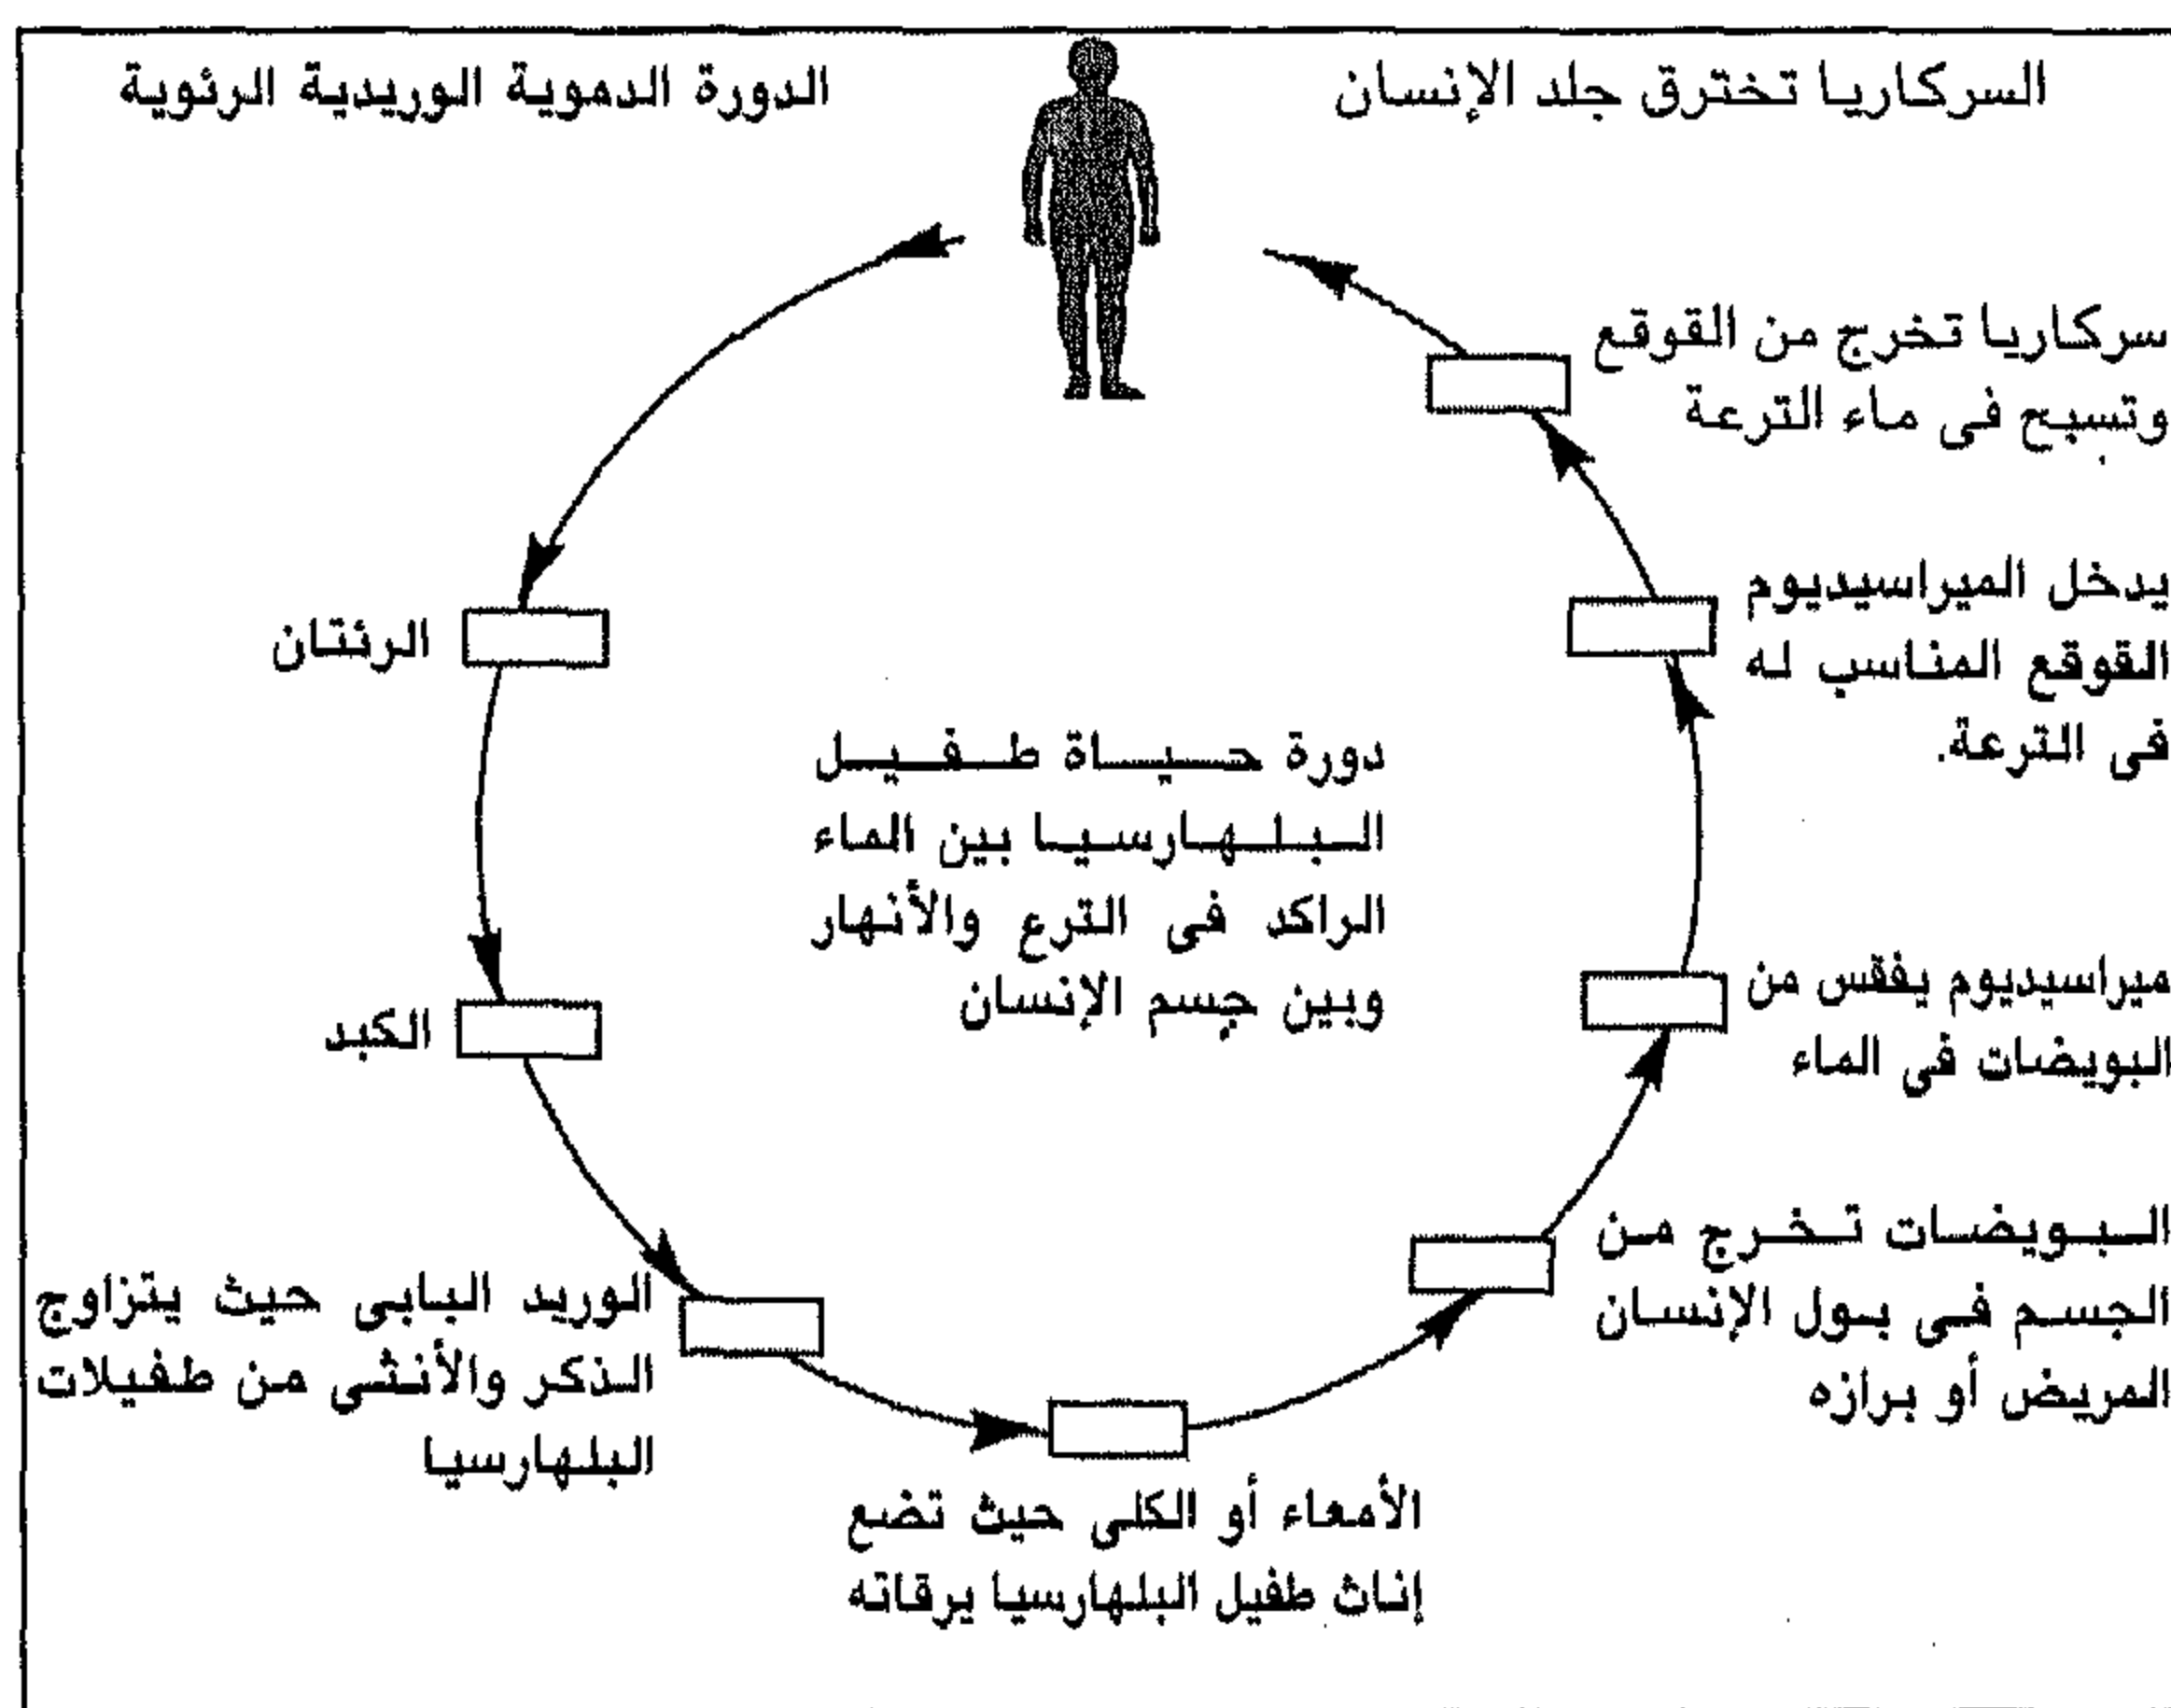 السركاريا تخترق جلد الإنسان
الدورة الدموية الوريدية الرئوية
سركاريا تخرج من القوقع
وتسبح فى ماء الترعة
يدخل الميراسيديوم
القوقع المناسب له
فى الترعة.
الرئتان
دورة حياة طفيل
البلهارسيا بين الماء
الراكد فى الترع والأنهار
وبين جسم الإنسان
ميراسيديوم يفقس من
البويضات فى الماء
الكبد
البويضات تخرج من
الجسم فى بول الإنسان
المريض أو برازه
الوريد البابى حيث يتزاوج
الذكر والأنثى من طفيلات
البلهارسيا
الأمعاء أو الكلى حيث تضع
إناث طفيل البلهارسيا يرقاته